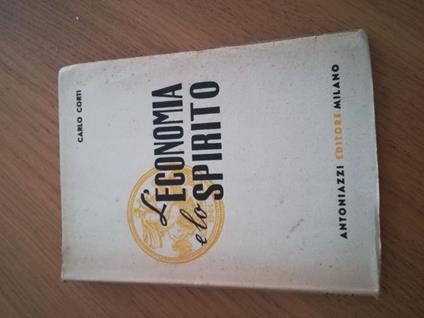 CARLO CORTI
L'ECONOMIA
e lo SPIRITO
ANTONIAZZI EDITORE MILANO